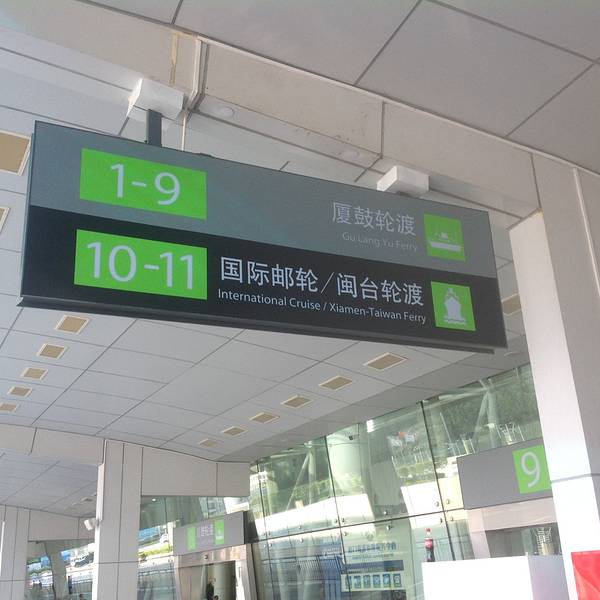 1-9
厦鼓轮渡
Gu Lang Yu Ferry
10-11
国际邮轮/闽台轮渡
International Cruise / Xiamen-Taiwan Ferry
9